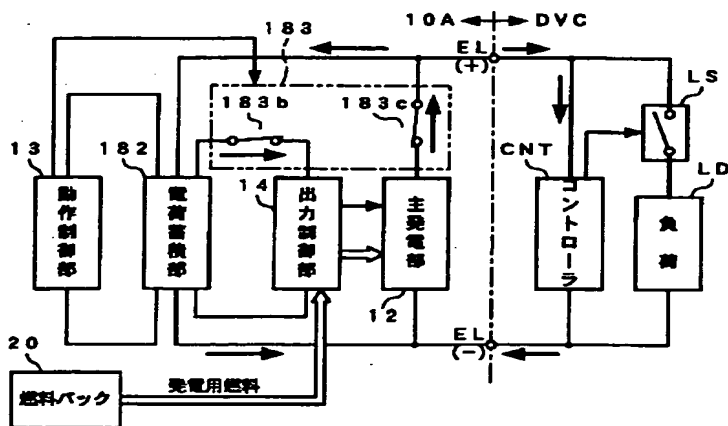 10A DVC
183
EL
(+)
LS
183b
183c
13
182
CNT
LD
14
動作制御部
電荷蓄積部
出力制御部
主発電部
コントローラ
負荷
12
EL
(-)
20
発電用燃料
燃料パック